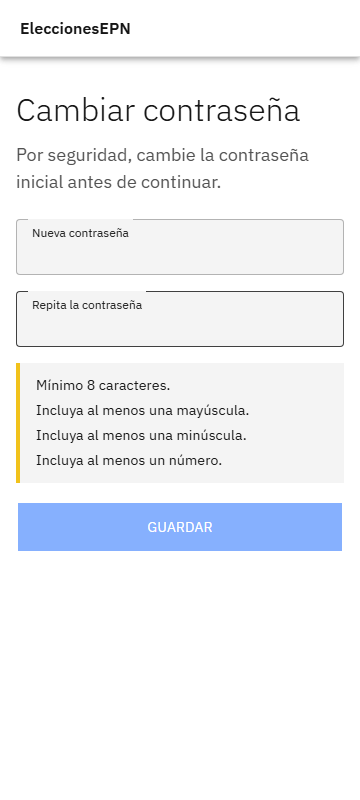 EleccionesEPN
Cambiar contraseña
Por seguridad, cambie la contraseña
inicial antes de continuar.
Nueva contraseña
Repita la contraseña
Mínimo 8 caracteres.
Incluya al menos una mayúscula.
Incluya al menos una minúscula.
Incluya al menos un número.
GUARDAR